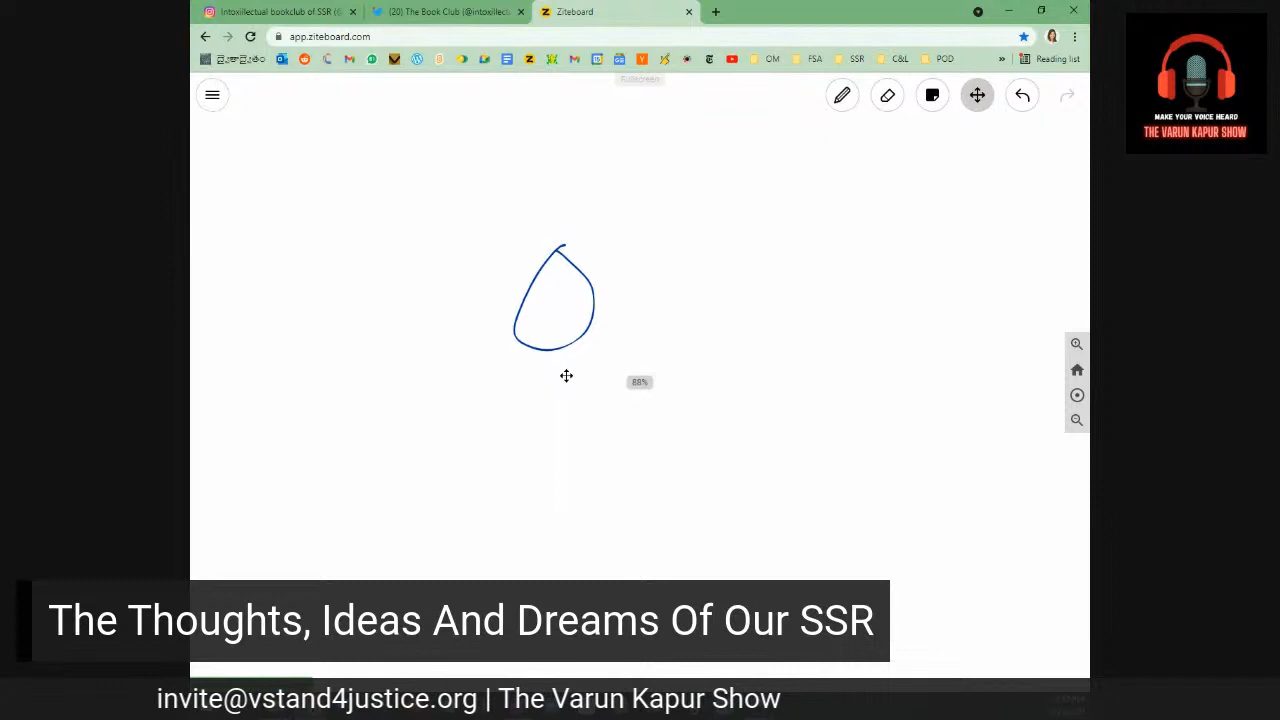 Intoxillectual bookclub of SSR (
(20) The Book Club (@intoxillect
Ziteboard
app.ziteboard.com
OM
FSA
SSR
C&L
POD
»
Reading list
Fullscreen
MAKE YOUR VOICE HEARD
THE VARUN KAPUR SHOW
88%
The Thoughts, Ideas And Dreams Of Our SSR
invite@vstand4justice.org | The Varun Kapur Show